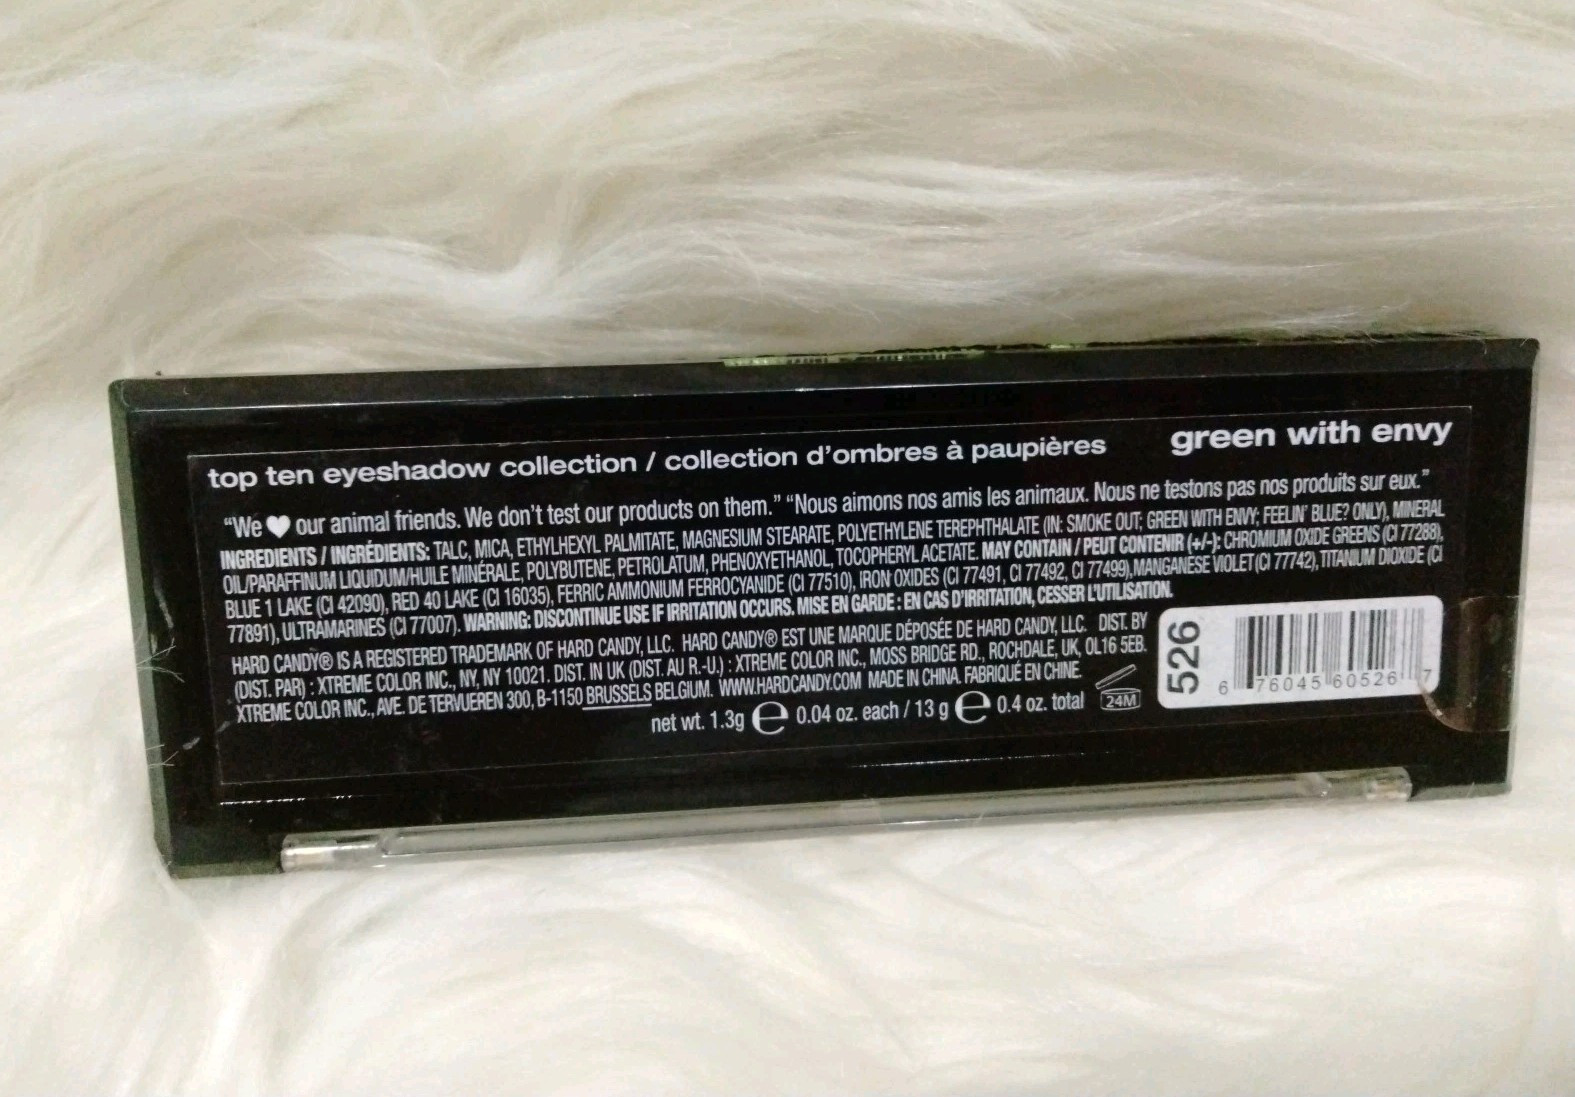 top ten eyeshadow collection / collection d'ombres à paupières
green with envy
"We ♥ our animal friends. We don't test our products on them." "Nous aimons nos amis les animaux. Nous ne testons pas nos produits sur eux."
INGREDIENTS / INGRÉDIENTS: TALC, MICA, ETHYLHEXYL PALMITATE, MAGNESIUM STEARATE, POLYETHYLENE TEREPHTHALATE (IN: SMOKE OUT; GREEN WITH ENVY; FEELIN' BLUE? ONLY), MINERAL
OIL/PARAFFINUM LIQUIDUM/HUILE MINÉRALE, POLYBUTENE, PETROLATUM, PHENOXYETHANOL, TOCOPHERYL ACETATE. MAY CONTAIN / PEUT CONTENIR (+/-): CHROMIUM OXIDE GREENS (CI 77288),
BLUE 1 LAKE (CI 42090), RED 40 LAKE (CI 16035), FERRIC AMMONIUM FERROCYANIDE (CI 77510), IRON OXIDES (CI 77491, CI 77492, CI 77499), MANGANESE VIOLET (CI 77742), TITANIUM DIOXIDE (CI
77891), ULTRAMARINES (CI 77007). WARNING: DISCONTINUE USE IF IRRITATION OCCURS. MISE EN GARDE : EN CAS D'IRRITATION, CESSER L'UTILISATION.
HARD CANDY® IS A REGISTERED TRADEMARK OF HARD CANDY, LLC. HARD CANDY® EST UNE MARQUE DÉPOSÉE DE HARD CANDY, LLC. DIST. BY
(DIST. PAR) : XTREME COLOR INC., NY, NY 10021. DIST. IN UK (DIST. AU R.-U.) : XTREME COLOR INC., MOSS BRIDGE RD., ROCHDALE, UK, OL16 5EB.
XTREME COLOR INC., AVE. DE TERVUEREN 300, B-1150 BRUSSELS BELGIUM. WWW.HARDCANDY.COM MADE IN CHINA. FABRIQUÉ EN CHINE.
net wt. 1.3g ℮ 0.04 oz. each / 13 g ℮ 0.4 oz. total
24M
526
6 76045 60526 7